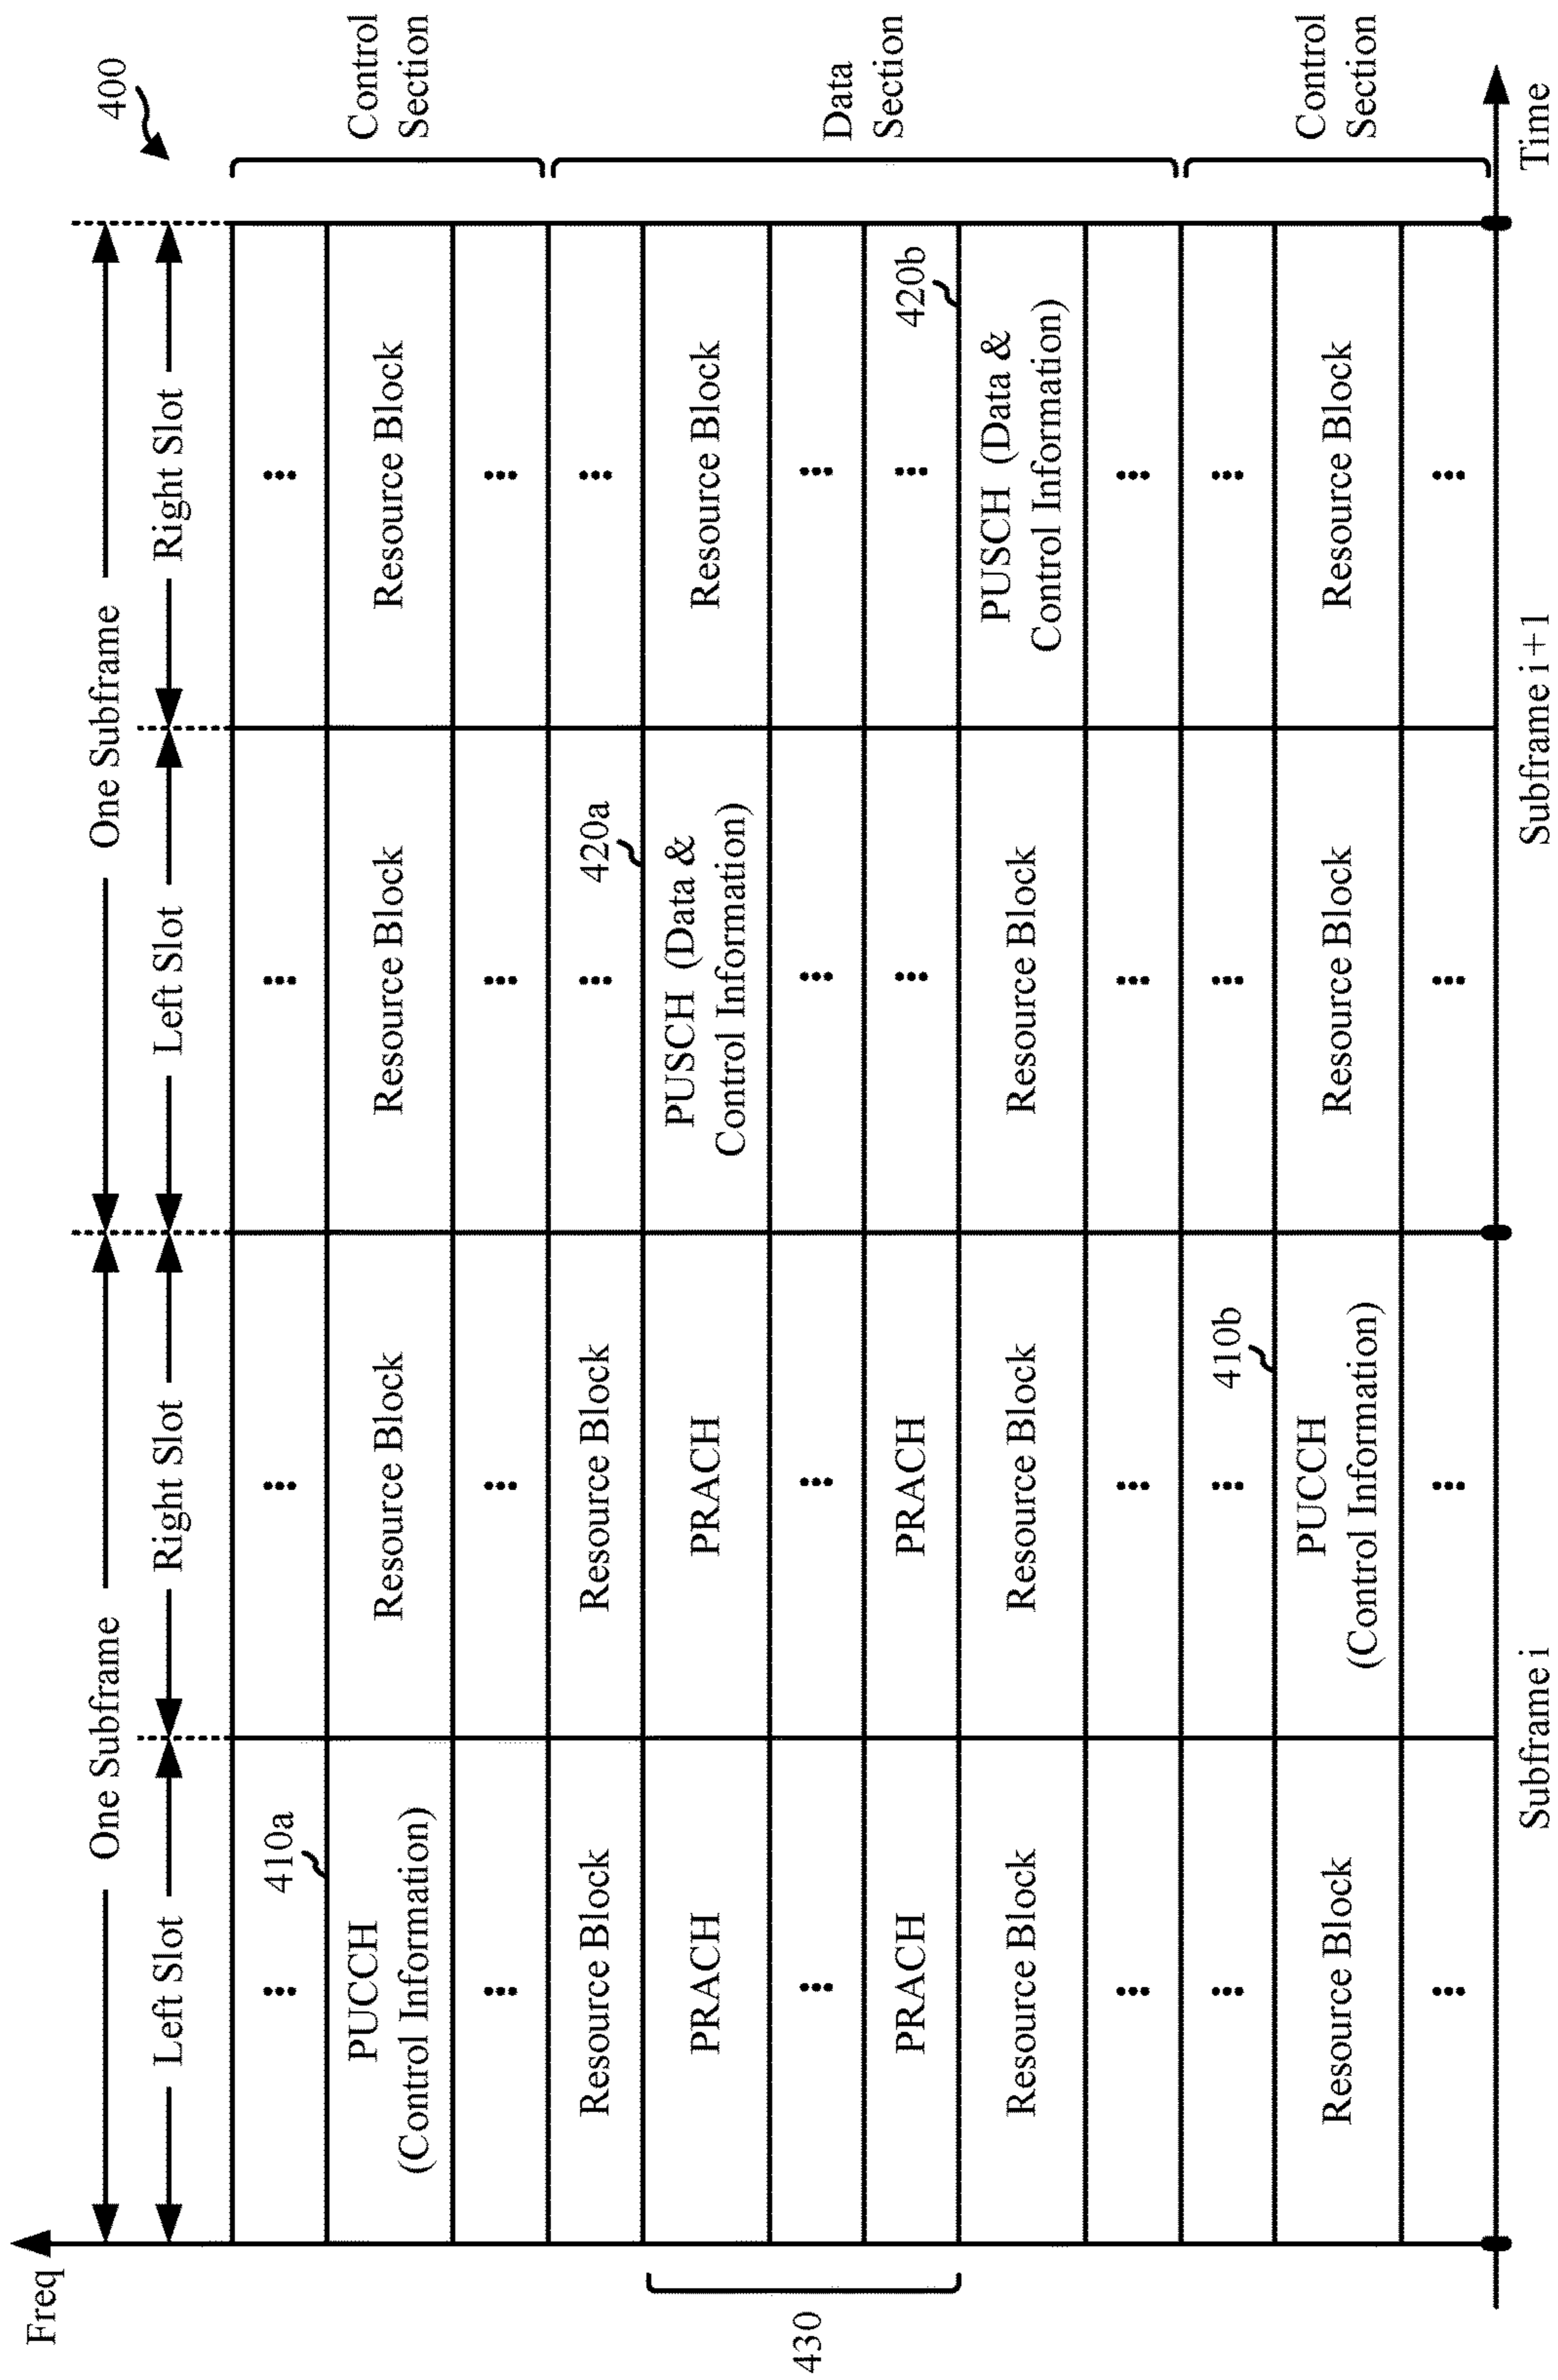 400
Freq
One Subframe
One Subframe
Left Slot
Right Slot
Left Slot
Right Slot
...
410a
...
...
...
Control
Section
PUCCH
(Control Information)
Resource Block
Resource Block
Resource Block
...
...
...
...
Resource Block
Resource Block
...
420a
...
Data
Section
430
PRACH
PRACH
PUSCH (Data &
Control Information)
Resource Block
...
...
...
...
PRACH
PRACH
...
...
420b
Resource Block
Resource Block
Resource Block
PUSCH (Data &
Control Information)
...
...
...
...
...
...
410b
...
...
Control
Section
Resource Block
PUCCH
(Control Information)
Resource Block
Resource Block
...
...
...
...
Subframe i
Subframe i+1
Time